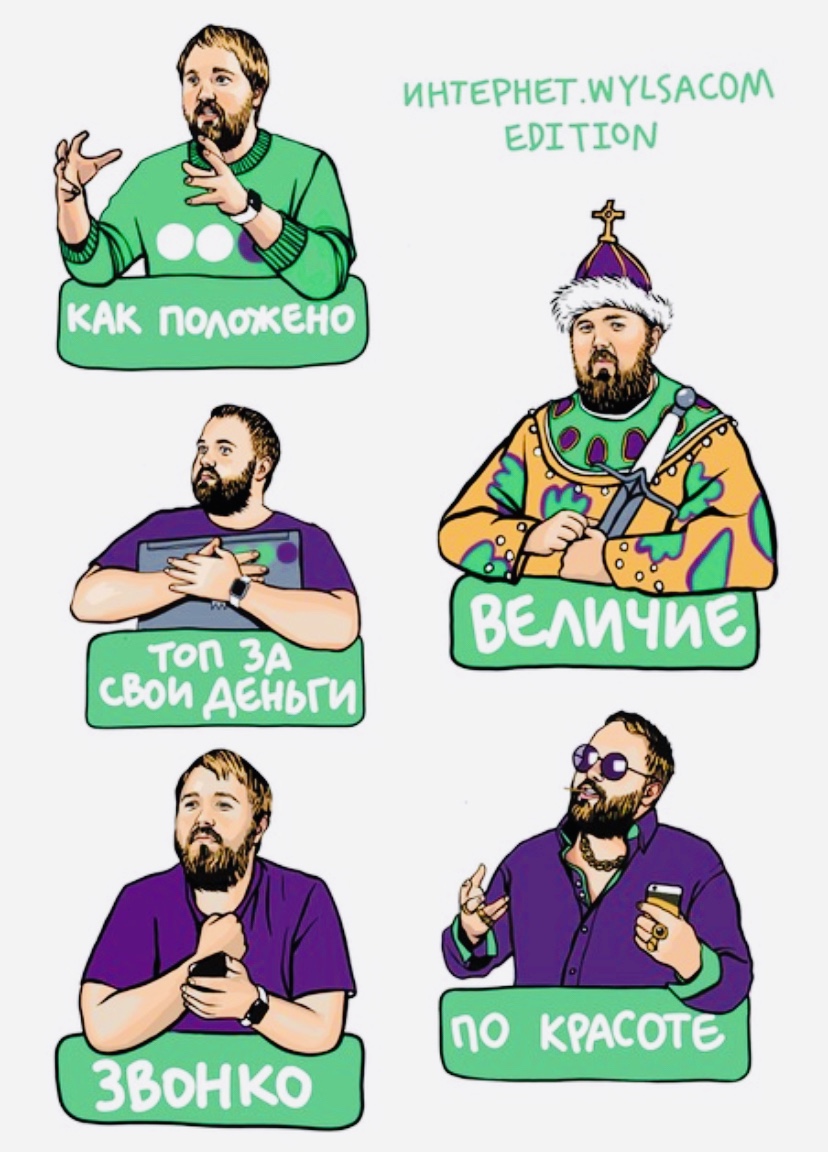 ИНТЕРНЕТ.WYLSACOM
EDITION
КАК ПОЛОЖЕНО
ВЕЛИЧИЕ
ТОП ЗА
СВОИ ДЕНЬГИ
ЗВОНКО
ПО КРАСОТЕ